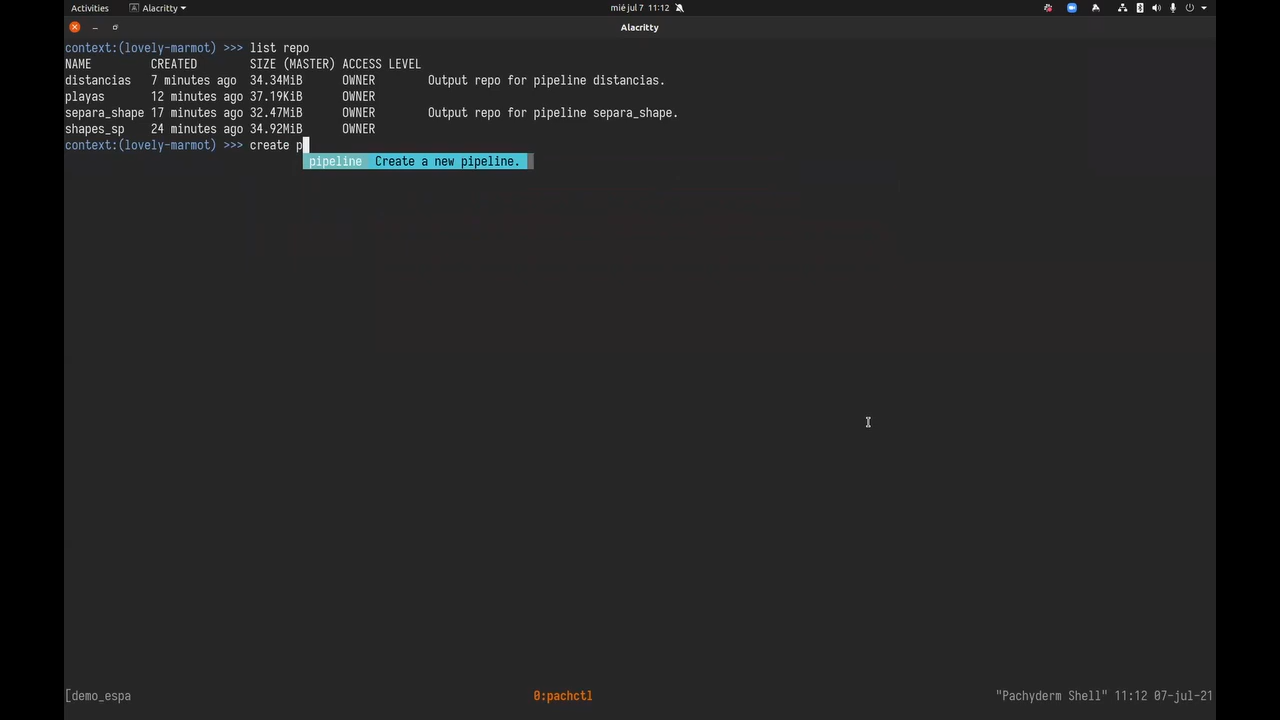 Activities Alacritty mié jul 7 11:12
Alacritty
context:(lovely-marmot) >>> list repo
NAME CREATED SIZE (MASTER) ACCESS LEVEL
distancias 7 minutes ago 34.34MiB OWNER Output repo for pipeline distancias.
playas 12 minutes ago 37.19KiB OWNER
separa_shape 17 minutes ago 32.47MiB OWNER Output repo for pipeline separa_shape.
shapes_sp 24 minutes ago 34.92MiB OWNER
context:(lovely-marmot) >>> create p
pipeline Create a new pipeline.
[demo_espa 0:pachctl "Pachyderm Shell" 11:12 07-jul-21